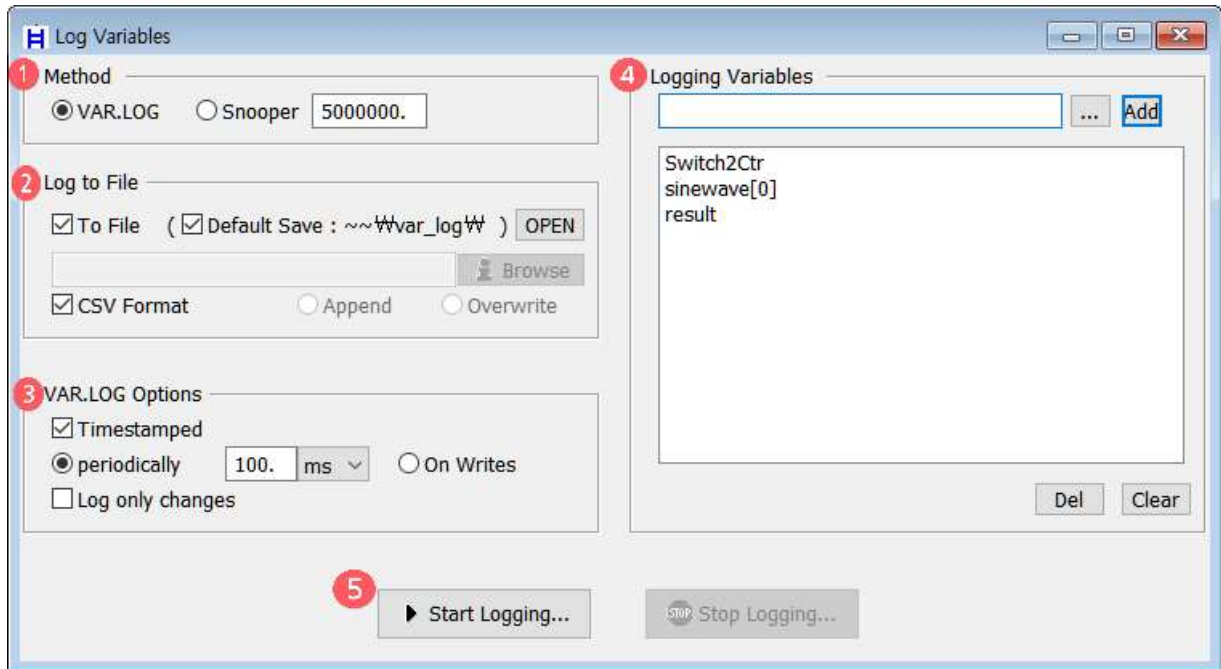 Log Variables
1 Method
VAR.LOG Snooper 5000000.
2 Log to File
To File ( Default Save : ~~₩var_log₩ ) OPEN
Browse
CSV Format Append Overwrite
3 VAR.LOG Options
Timestamped
periodically 100. ms On Writes
Log only changes
4 Logging Variables
... Add
Switch2Ctr
sinewave[0]
result
Del Clear
5
Start Logging... STOP Stop Logging...